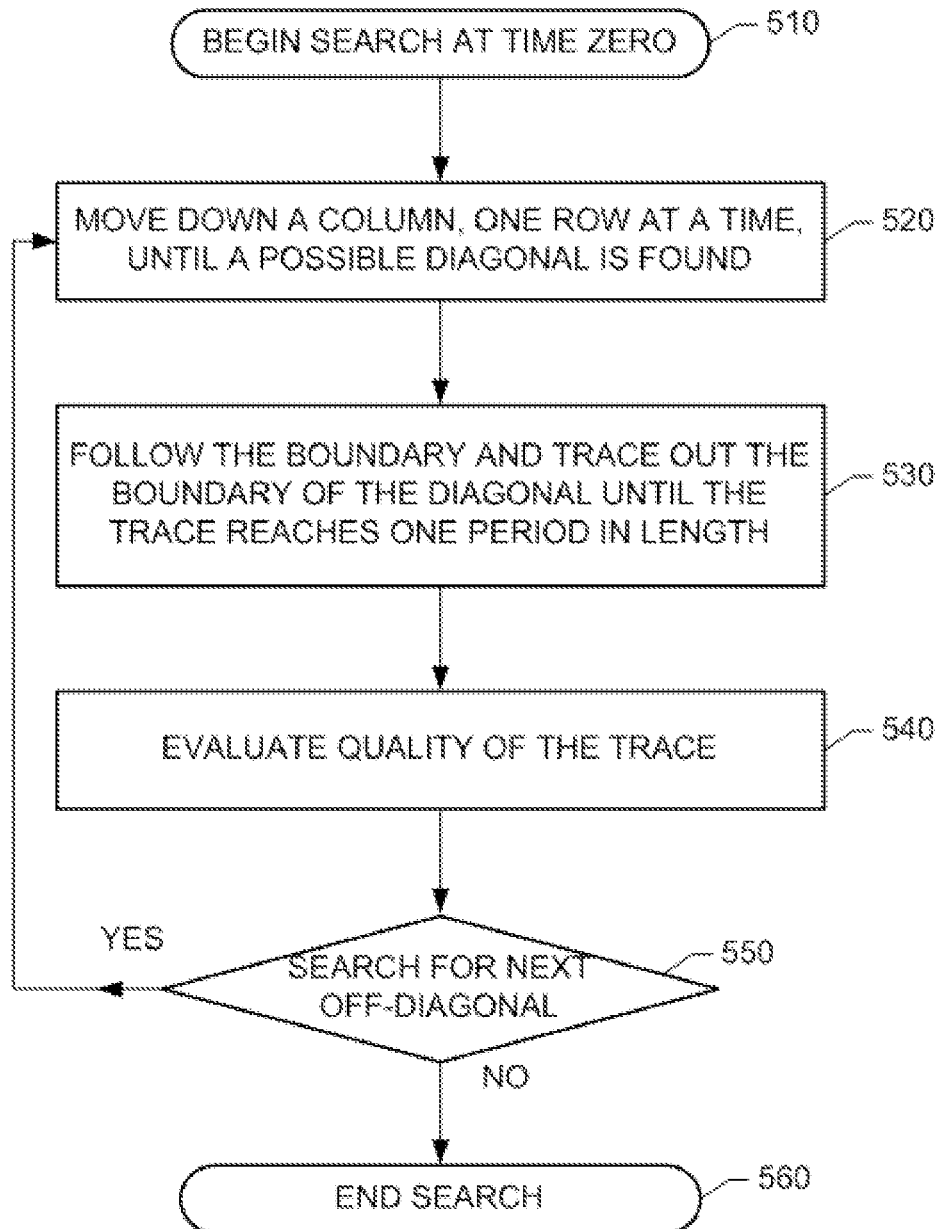 BEGIN SEARCH AT TIME ZERO
510
MOVE DOWN A COLUMN, ONE ROW AT A TIME,
UNTIL A POSSIBLE DIAGONAL IS FOUND
520
FOLLOW THE BOUNDARY AND TRACE OUT THE
BOUNDARY OF THE DIAGONAL UNTIL THE
TRACE REACHES ONE PERIOD IN LENGTH
530
EVALUATE QUALITY OF THE TRACE
540
YES
SEARCH FOR NEXT
OFF-DIAGONAL
550
NO
END SEARCH
560